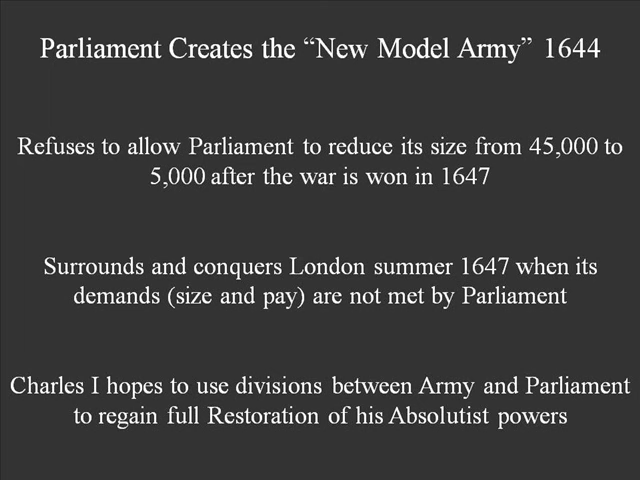 Parliament Creates the “New Model Army” 1644
Refuses to allow Parliament to reduce its size from 45,000 to
5,000 after the war is won in 1647
Surrounds and conquers London summer 1647 when its
demands (size and pay) are not met by Parliament
Charles I hopes to use divisions between Army and Parliament
to regain full Restoration of his Absolutist powers